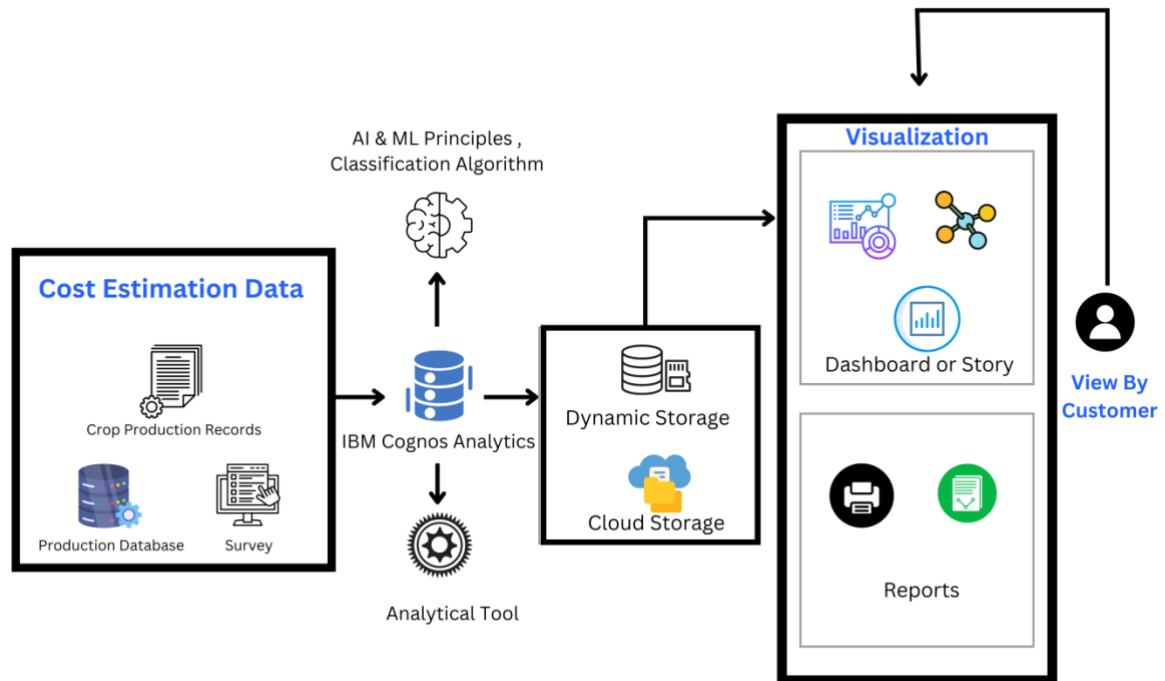 AI & ML Principles ,
Classification Algorithm
Cost Estimation Data
Crop Production Records
Production Database
Survey
IBM Cognos Analytics
Analytical Tool
Dynamic Storage
Cloud Storage
Visualization
Dashboard or Story
Reports
View By
Customer